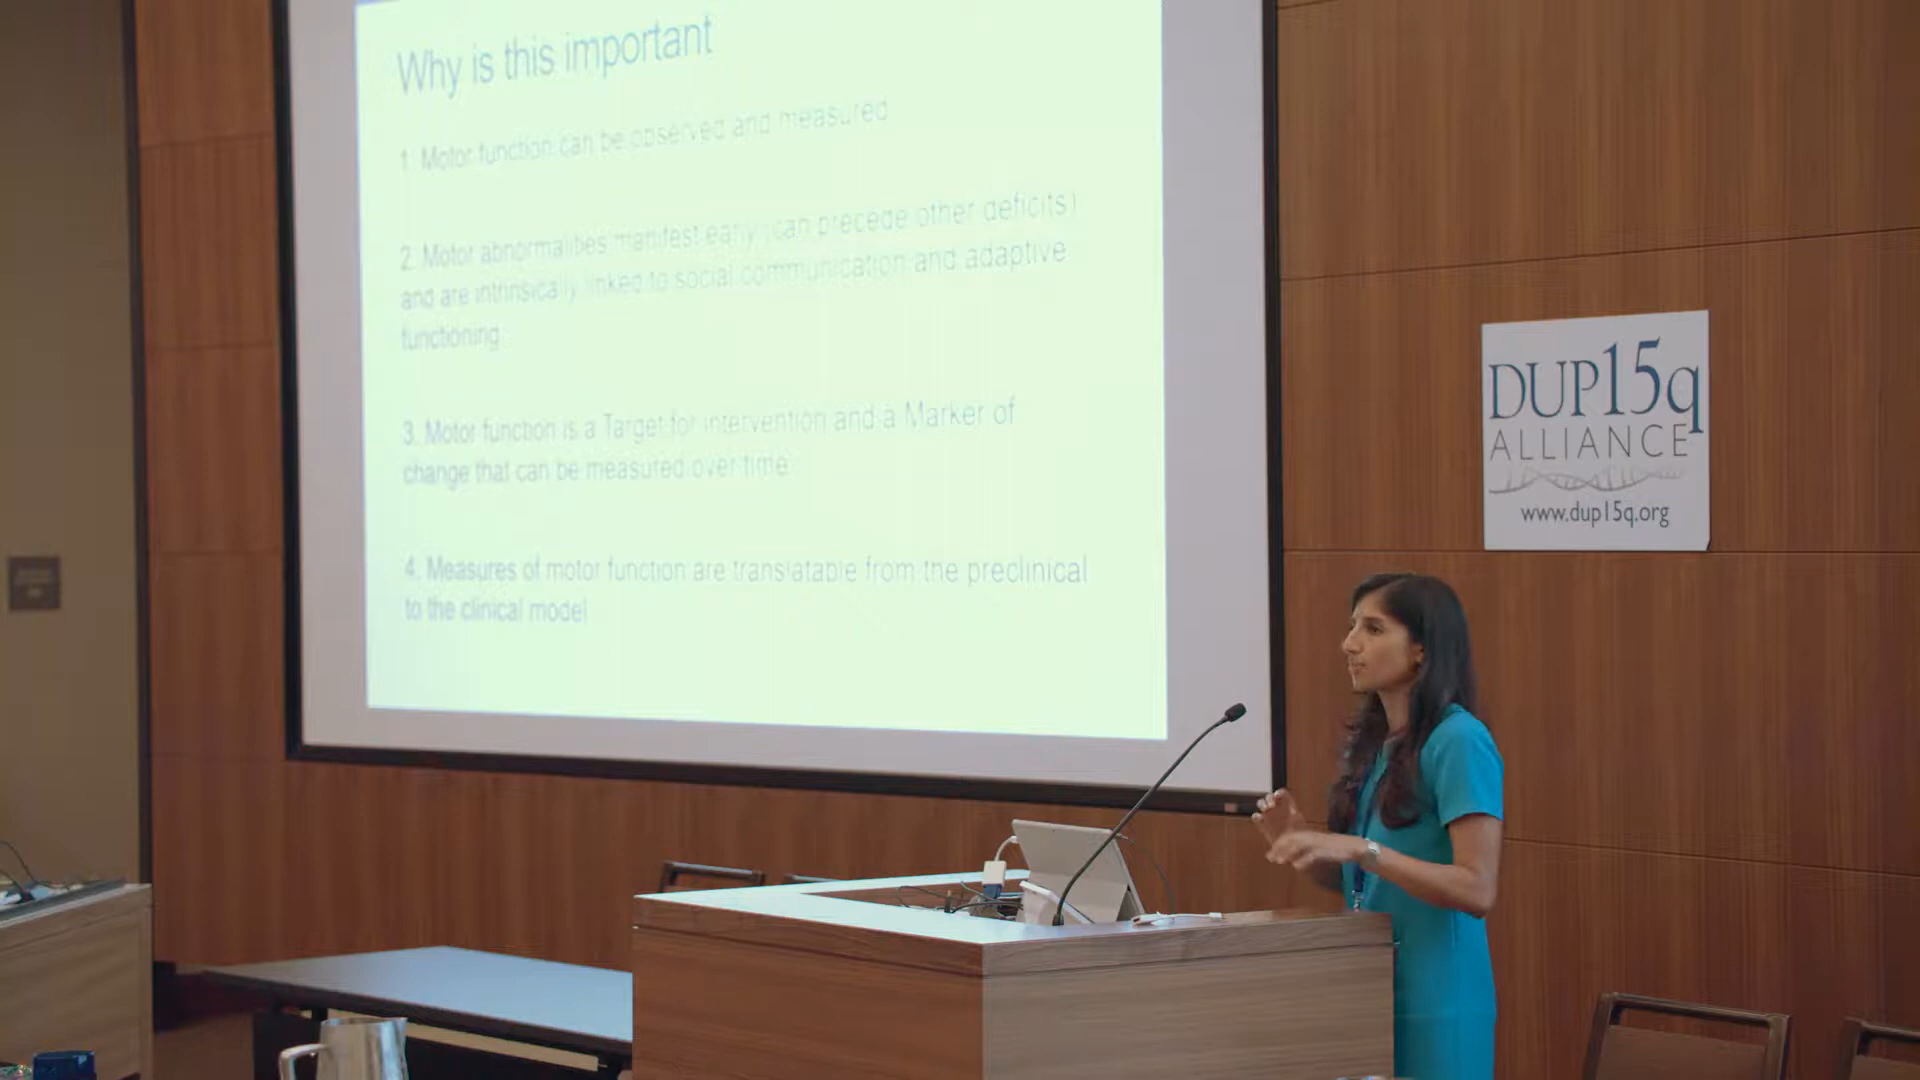 Why is this important
1. Motor function can be observed and measured
2. Motor abnormalities manifest early (can precede other deficits)
and are intrinsically linked to social communication and adaptive
functioning
3. Motor function is a Target for intervention and a Marker of
change that can be measured over time
4. Measures of motor function are translatable from the preclinical
to the clinical model
DUP15q
ALLIANCE
www.dup15q.org